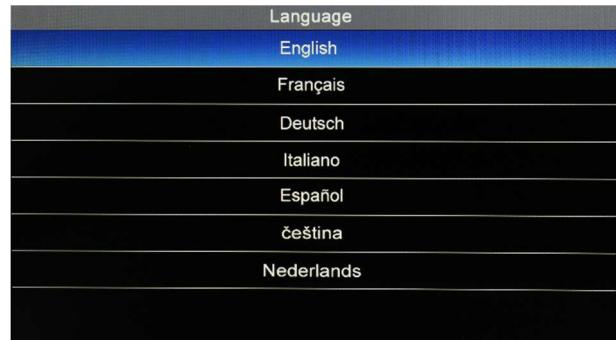 Language
English
Français
Deutsch
Italiano
Español
čeština
Nederlands